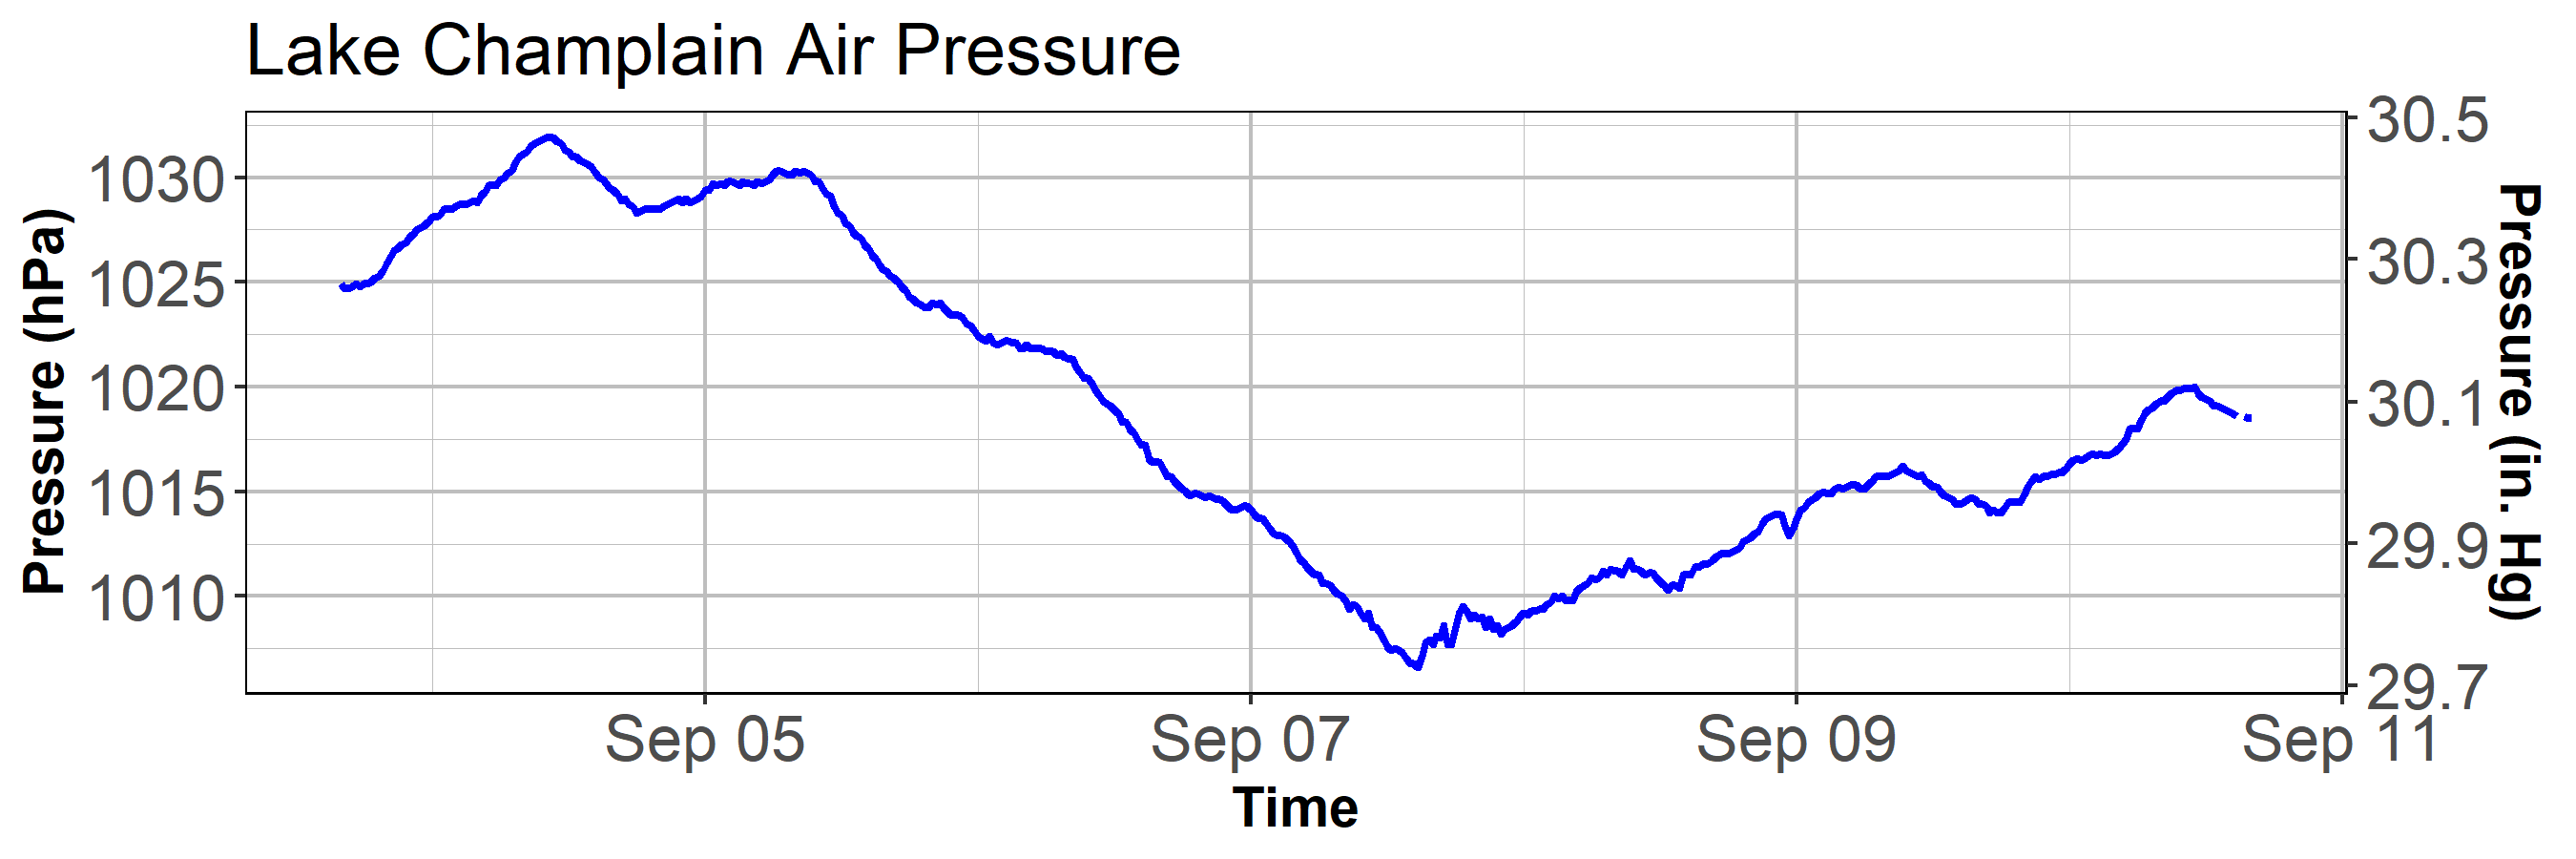 Lake Champlain Air Pressure
Pressure (hPa)
1030
1025
1020
1015
1010
30.5
30.3
30.1
29.9
29.7
Pressure (in. Hg)
Sep 05
Sep 07
Sep 09
Sep 11
Time